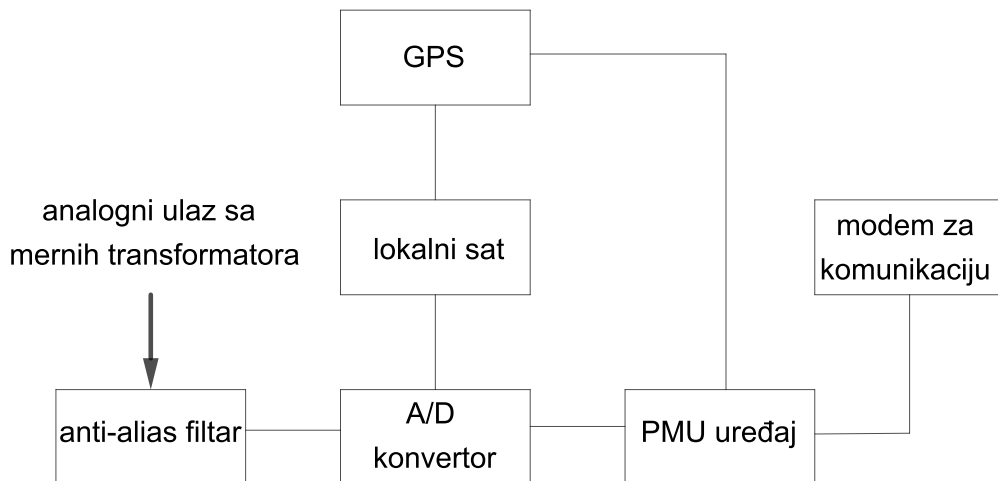 GPS
analogni ulaz sa
mernih transformatora
lokalni sat
modem za
komunikaciju
anti-alias filtar
A/D
konvertor
PMU uređaj